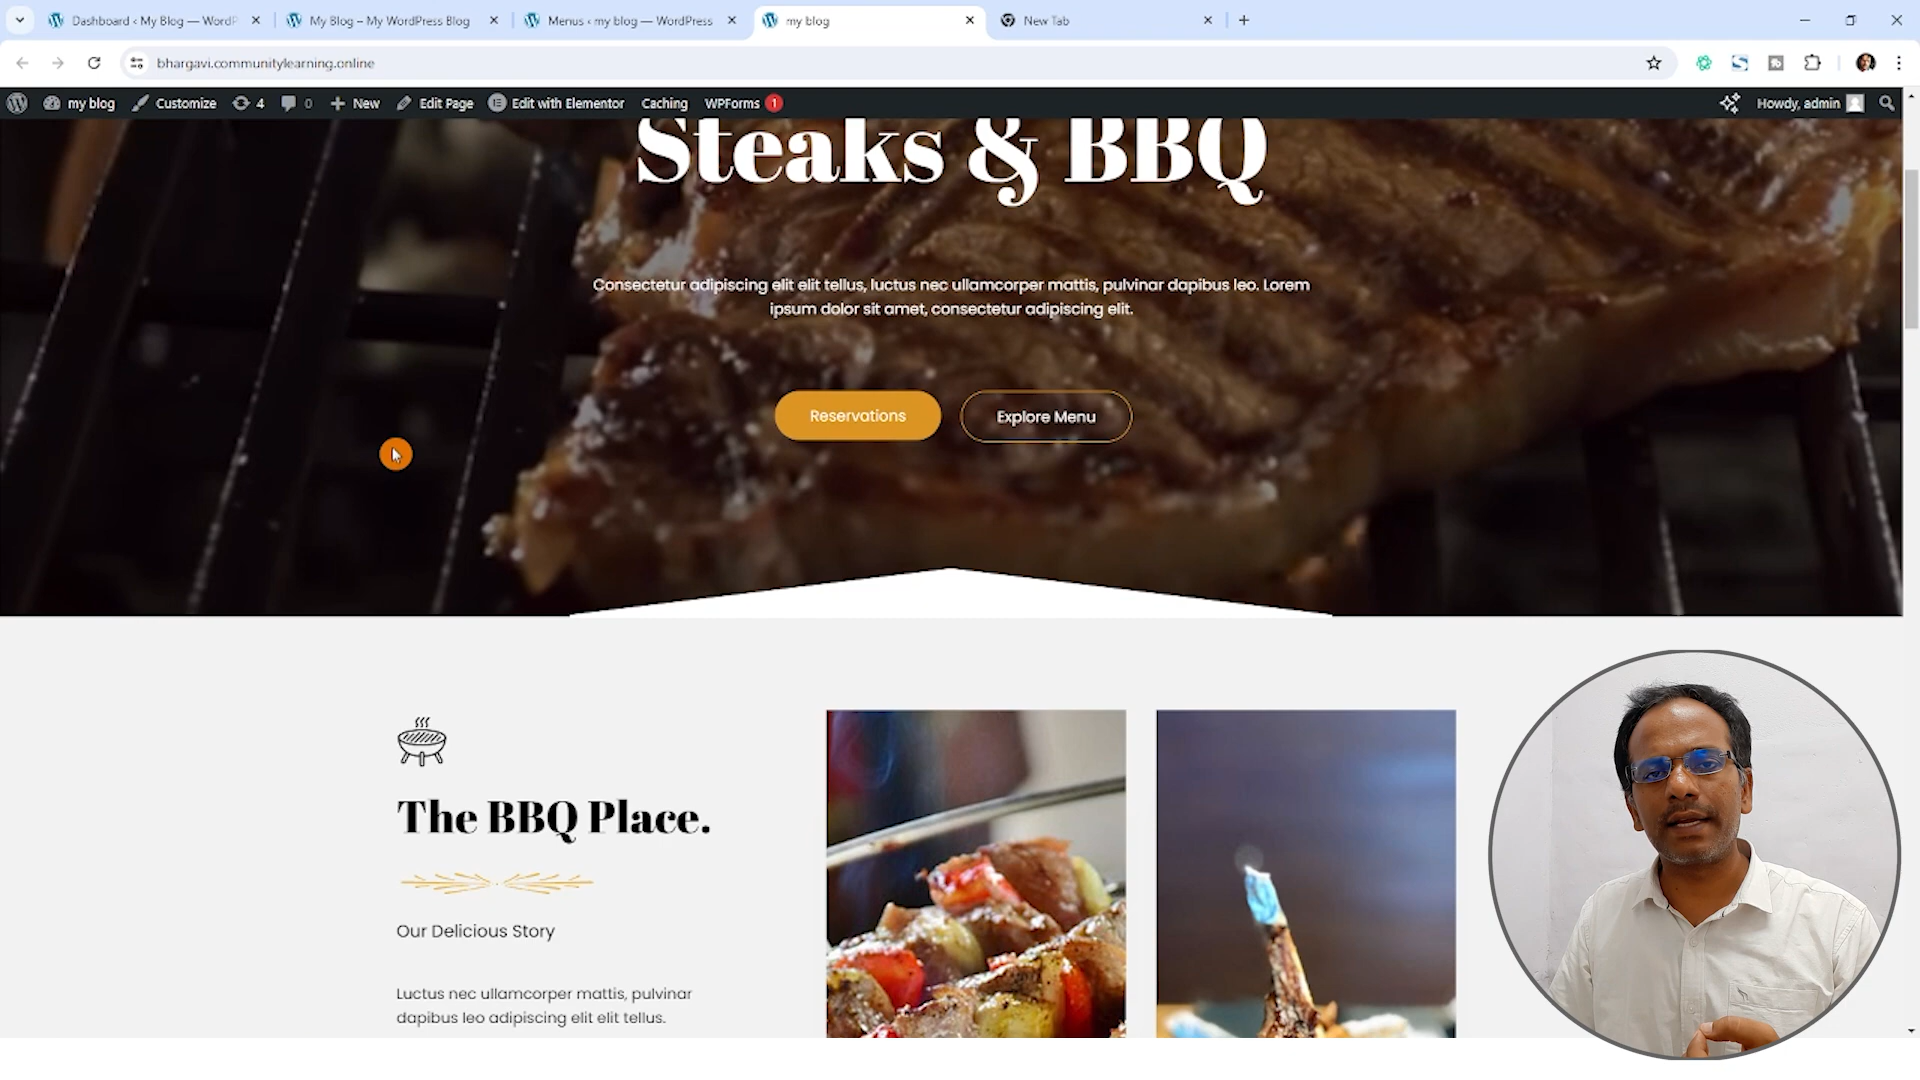 Dashboard ‹ My Blog — WordP
My Blog – My WordPress Blog
Menus ‹ my blog — WordPress
my blog
New Tab
bhargavi.communitylearning.online
my blog
Customize
4
0
New
Edit Page
Edit with Elementor
Caching
WPForms 1
Howdy, admin
Steaks & BBQ
Consectetur adipiscing elit elit tellus, luctus nec ullamcorper mattis, pulvinar dapibus leo. Lorem
ipsum dolor sit amet, consectetur adipiscing elit.
Reservations
Explore Menu
The BBQ Place.
Our Delicious Story
Luctus nec ullamcorper mattis, pulvinar
dapibus leo adipiscing elit elit tellus.